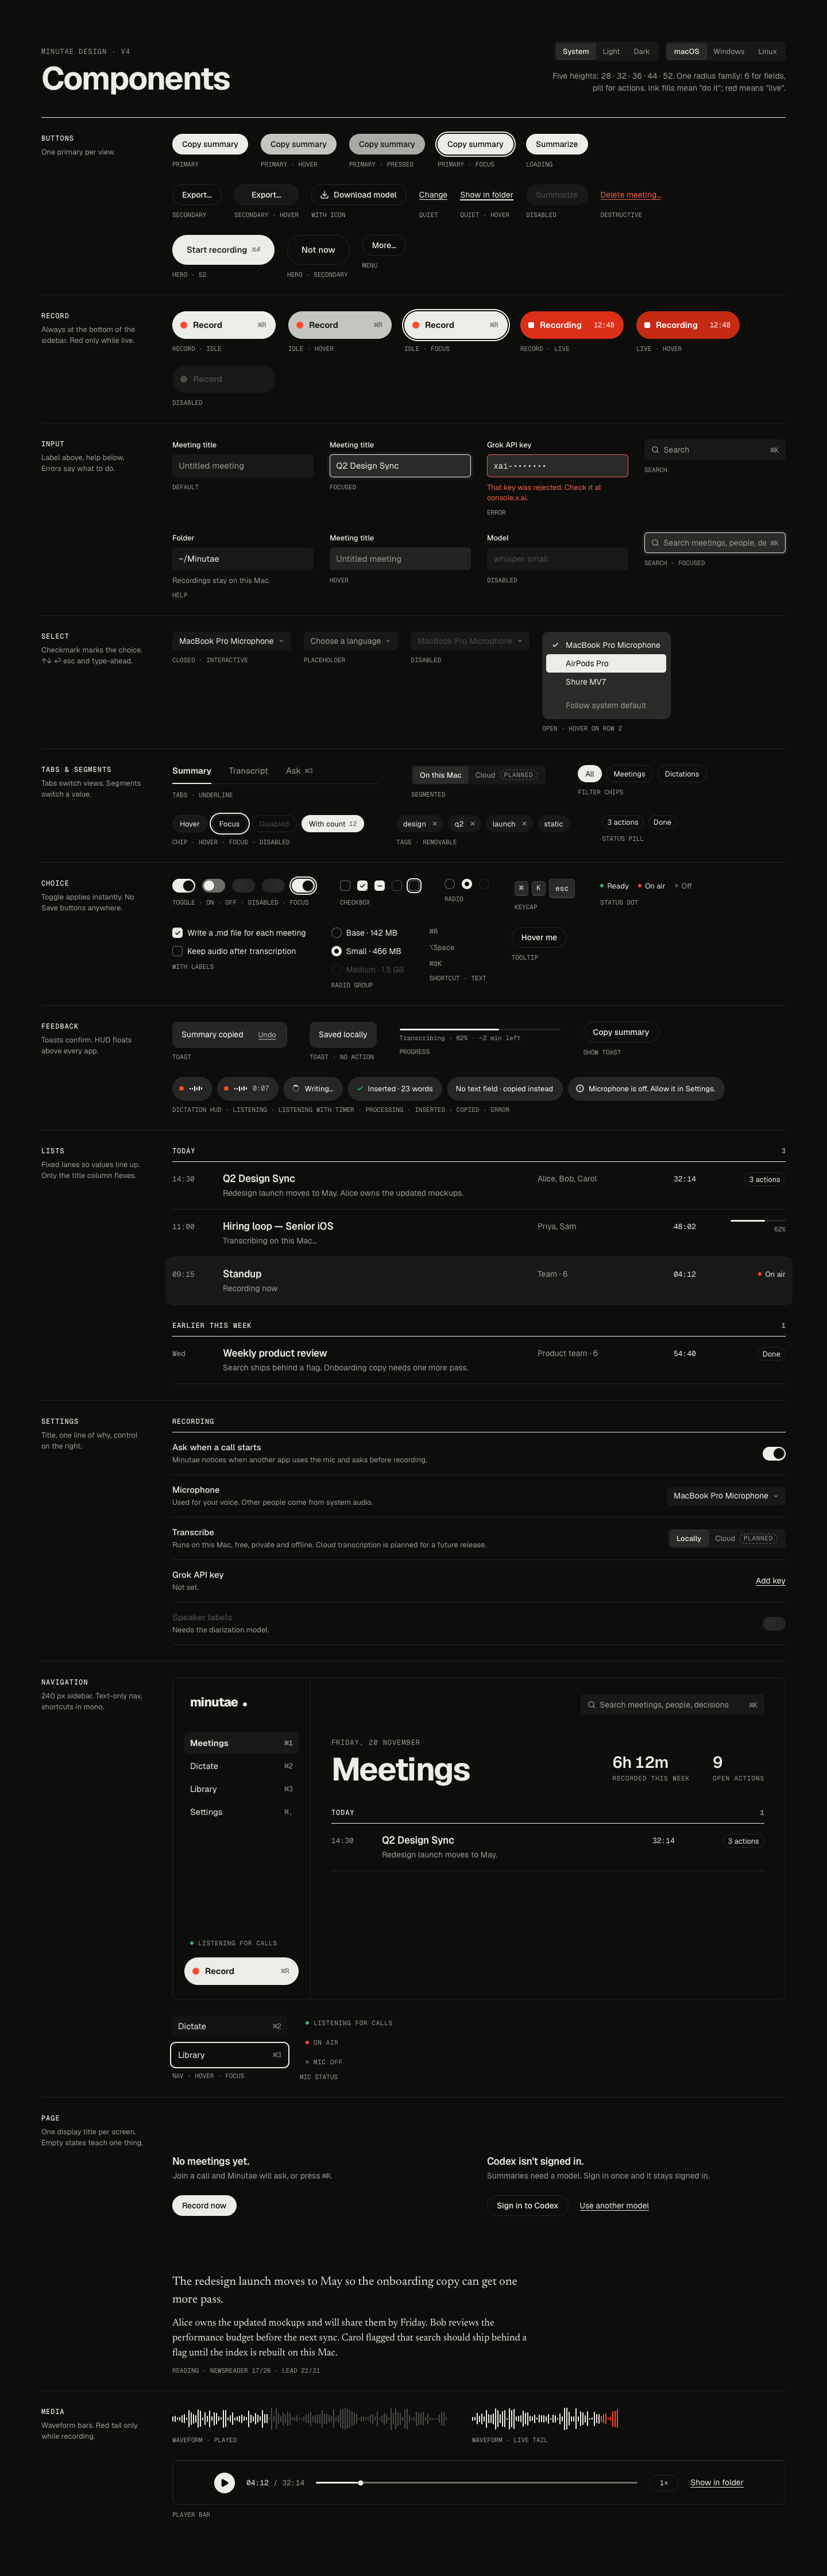 MINUTAE DESIGN · V4
Components
System Light Dark macOS Windows Linux
Five heights: 28 · 32 · 36 · 44 · 52. One radius family: 6 for fields,
pill for actions. Ink fills mean "do it"; red means "live".
BUTTONS
One primary per view.
Copy summary Copy summary Copy summary Copy summary Summarize
PRIMARY PRIMARY · HOVER PRIMARY · PRESSED PRIMARY · FOCUS LOADING
Export… Export… Download model Change Show in folder Summarize Delete meeting…
SECONDARY SECONDARY · HOVER WITH ICON QUIET QUIET · HOVER DISABLED DESTRUCTIVE
Start recording ⌘⏎ Not now More…
HERO · 52 HERO · SECONDARY MENU
RECORD
Always at the bottom of the
sidebar. Red only while live.
Record ⌘R Record ⌘R Record ⌘R Recording 12:48 Recording 12:48
RECORD · IDLE IDLE · HOVER IDLE · FOCUS RECORD · LIVE LIVE · HOVER
Record
DISABLED
INPUT
Label above, help below.
Errors say what to do.
Meeting title Meeting title Grok API key
Untitled meeting Q2 Design Sync xai-••••••• Search ⌘K
DEFAULT FOCUSED That key was rejected. Check it at
console.x.ai.
ERROR SEARCH
Folder Meeting title Model
~/Minutae Untitled meeting whisper small Search meetings, people, de ⌘K
Recordings stay on this Mac. HOVER DISABLED SEARCH · FOCUSED
HELP
SELECT
Checkmark marks the choice.
↑↓ ⏎ esc and type-ahead.
MacBook Pro Microphone Choose a language MacBook Pro Microphone
CLOSED · INTERACTIVE PLACEHOLDER DISABLED
MacBook Pro Microphone
AirPods Pro
Shure MV7
Follow system default
OPEN · HOVER ON ROW 2
TABS & SEGMENTS
Tabs switch views. Segments
switch a value.
Summary Transcript Ask ⌘3 On this Mac Cloud PLANNED All Meetings Dictations
TABS · UNDERLINE SEGMENTED FILTER CHIPS
Hover Focus Disabled With count 12 design × q2 × launch × static 3 actions Done
CHIP · HOVER · FOCUS · DISABLED TAGS · REMOVABLE STATUS PILL
CHOICE
Toggle applies instantly. No
Save buttons anywhere.
⌘ K esc Ready On air Off
TOGGLE · ON · OFF · DISABLED · FOCUS CHECKBOX RADIO KEYCAP STATUS DOT
Write a .md file for each meeting
Keep audio after transcription
WITH LABELS
Base · 142 MB
Small · 466 MB
Medium · 1.5 GB
RADIO GROUP
⌘R
⌥Space
⌘⇧K
SHORTCUT · TEXT
Hover me
TOOLTIP
FEEDBACK
Toasts confirm. HUD floats
above every app.
Summary copied Undo Saved locally Transcribing · 62% · ~2 min left Copy summary
TOAST TOAST · NO ACTION PROGRESS SHOW TOAST
0:07 Writing… Inserted · 23 words No text field · copied instead Microphone is off. Allow it in Settings.
DICTATION HUD · LISTENING · LISTENING WITH TIMER · PROCESSING · INSERTED · COPIED · ERROR
LISTS
Fixed lanes so values line up.
Only the title column flexes.
TODAY 3
14:30 Q2 Design Sync Alice, Bob, Carol 32:14 3 actions
Redesign launch moves to May. Alice owns the updated mockups.
11:00 Hiring loop — Senior iOS Priya, Sam 48:02 62%
Transcribing on this Mac…
09:15 Standup Team · 6 04:12 On air
Recording now
EARLIER THIS WEEK 1
Wed Weekly product review Product team · 6 54:40 Done
Search ships behind a flag. Onboarding copy needs one more pass.
SETTINGS
Title, one line of why, control
on the right.
RECORDING
Ask when a call starts
Minutae notices when another app uses the mic and asks before recording.
Microphone MacBook Pro Microphone
Used for your voice. Other people come from system audio.
Transcribe Locally Cloud PLANNED
Runs on this Mac, free, private and offline. Cloud transcription is planned for a future release.
Grok API key Add key
Not set.
Speaker labels
Needs the diarization model.
NAVIGATION
240 px sidebar. Text-only nav,
shortcuts in mono.
minutae
Meetings ⌘1
Dictate ⌘2
Library ⌘3
Settings ⌘,
LISTENING FOR CALLS
Record ⌘R
Search meetings, people, decisions ⌘K
FRIDAY, 20 NOVEMBER
Meetings
6h 12m 9
RECORDED THIS WEEK OPEN ACTIONS
TODAY 1
14:30 Q2 Design Sync 32:14 3 actions
Redesign launch moves to May.
Dictate ⌘2
Library ⌘3
NAV · HOVER · FOCUS
LISTENING FOR CALLS
ON AIR
MIC OFF
MIC STATUS
PAGE
One display title per screen.
Empty states teach one thing.
No meetings yet.
Join a call and Minutae will ask, or press ⌘R.
Record now
Codex isn't signed in.
Summaries need a model. Sign in once and it stays signed in.
Sign in to Codex Use another model
The redesign launch moves to May so the onboarding copy can get one
more pass.
Alice owns the updated mockups and will share them by Friday. Bob reviews the
performance budget before the next sync. Carol flagged that search should ship behind a
flag until the index is rebuilt on this Mac.
READING · NEWSREADER 17/26 · LEAD 21/31
MEDIA
Waveform bars. Red tail only
while recording.
WAVEFORM · PLAYED WAVEFORM · LIVE TAIL
04:12 / 32:14 1× Show in folder
PLAYER BAR